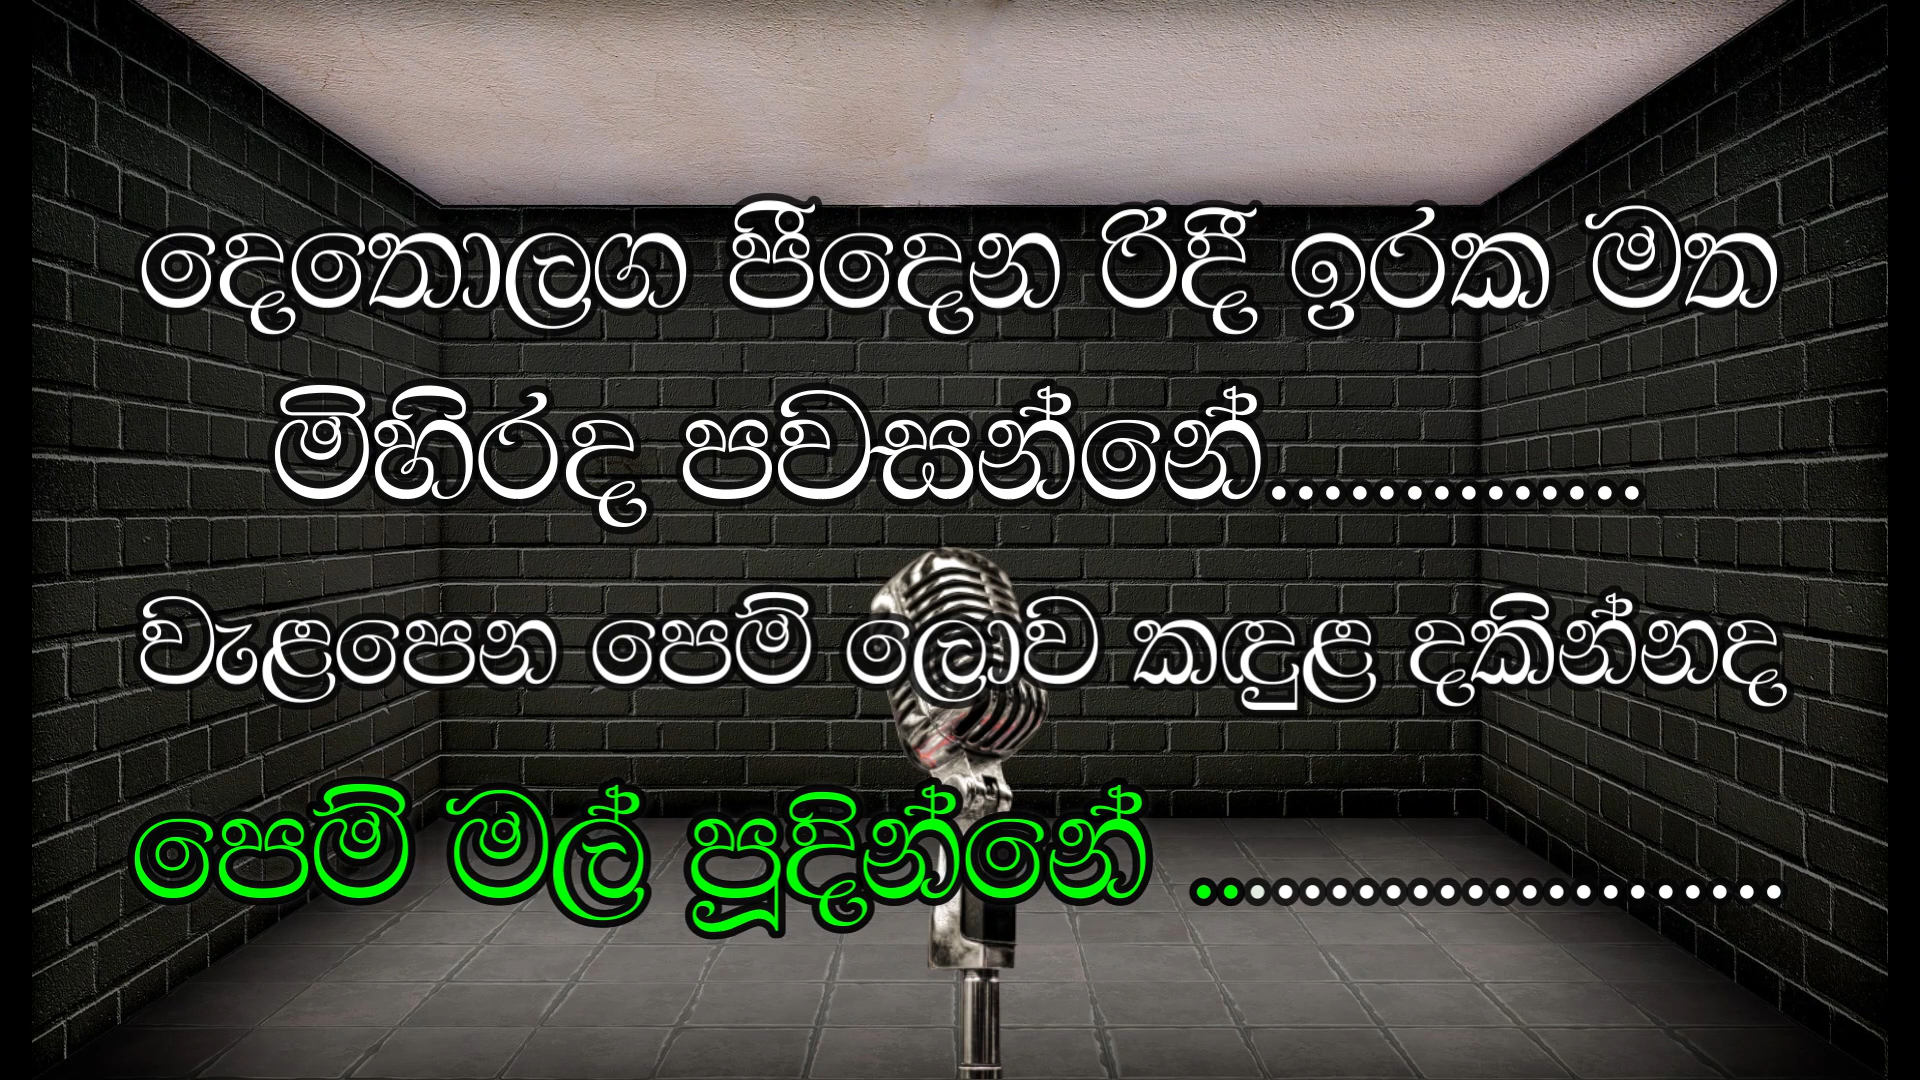 දෙතොලග පීදෙන රිදී ඉරක මත
මිහිරද පවසන්නේ..............
වැළපෙන පෙම් ලොව කඳුළ දකින්නද
පෙම් මල් පූදින්නේ ......................